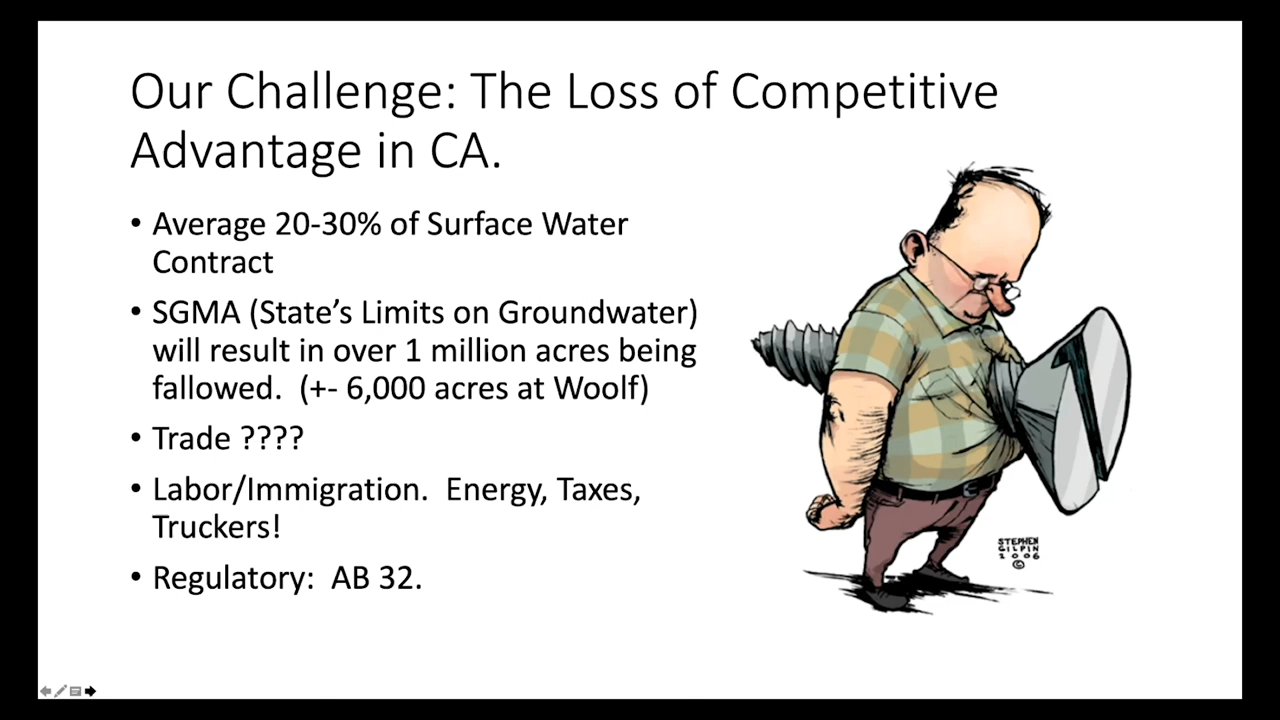 Our Challenge: The Loss of Competitive
Advantage in CA.
• Average 20-30% of Surface Water
Contract
• SGMA (State’s Limits on Groundwater)
will result in over 1 million acres being
fallowed.  (+- 6,000 acres at Woolf)
• Trade ????
• Labor/Immigration.  Energy, Taxes,
Truckers!
• Regulatory:  AB 32.
STEPHEN
GILPIN
2006
©